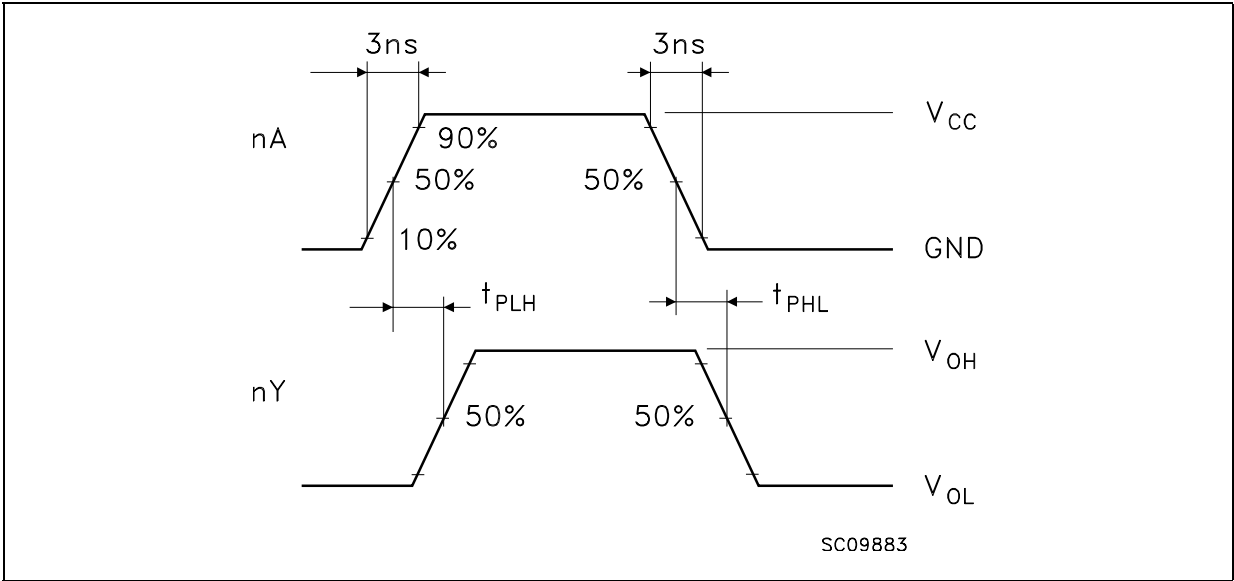 3ns 3ns
V_CC
nA
90%
50% 50%
10%
GND
t_PLH t_PHL
V_OH
nY
50% 50%
V_OL
SC09883